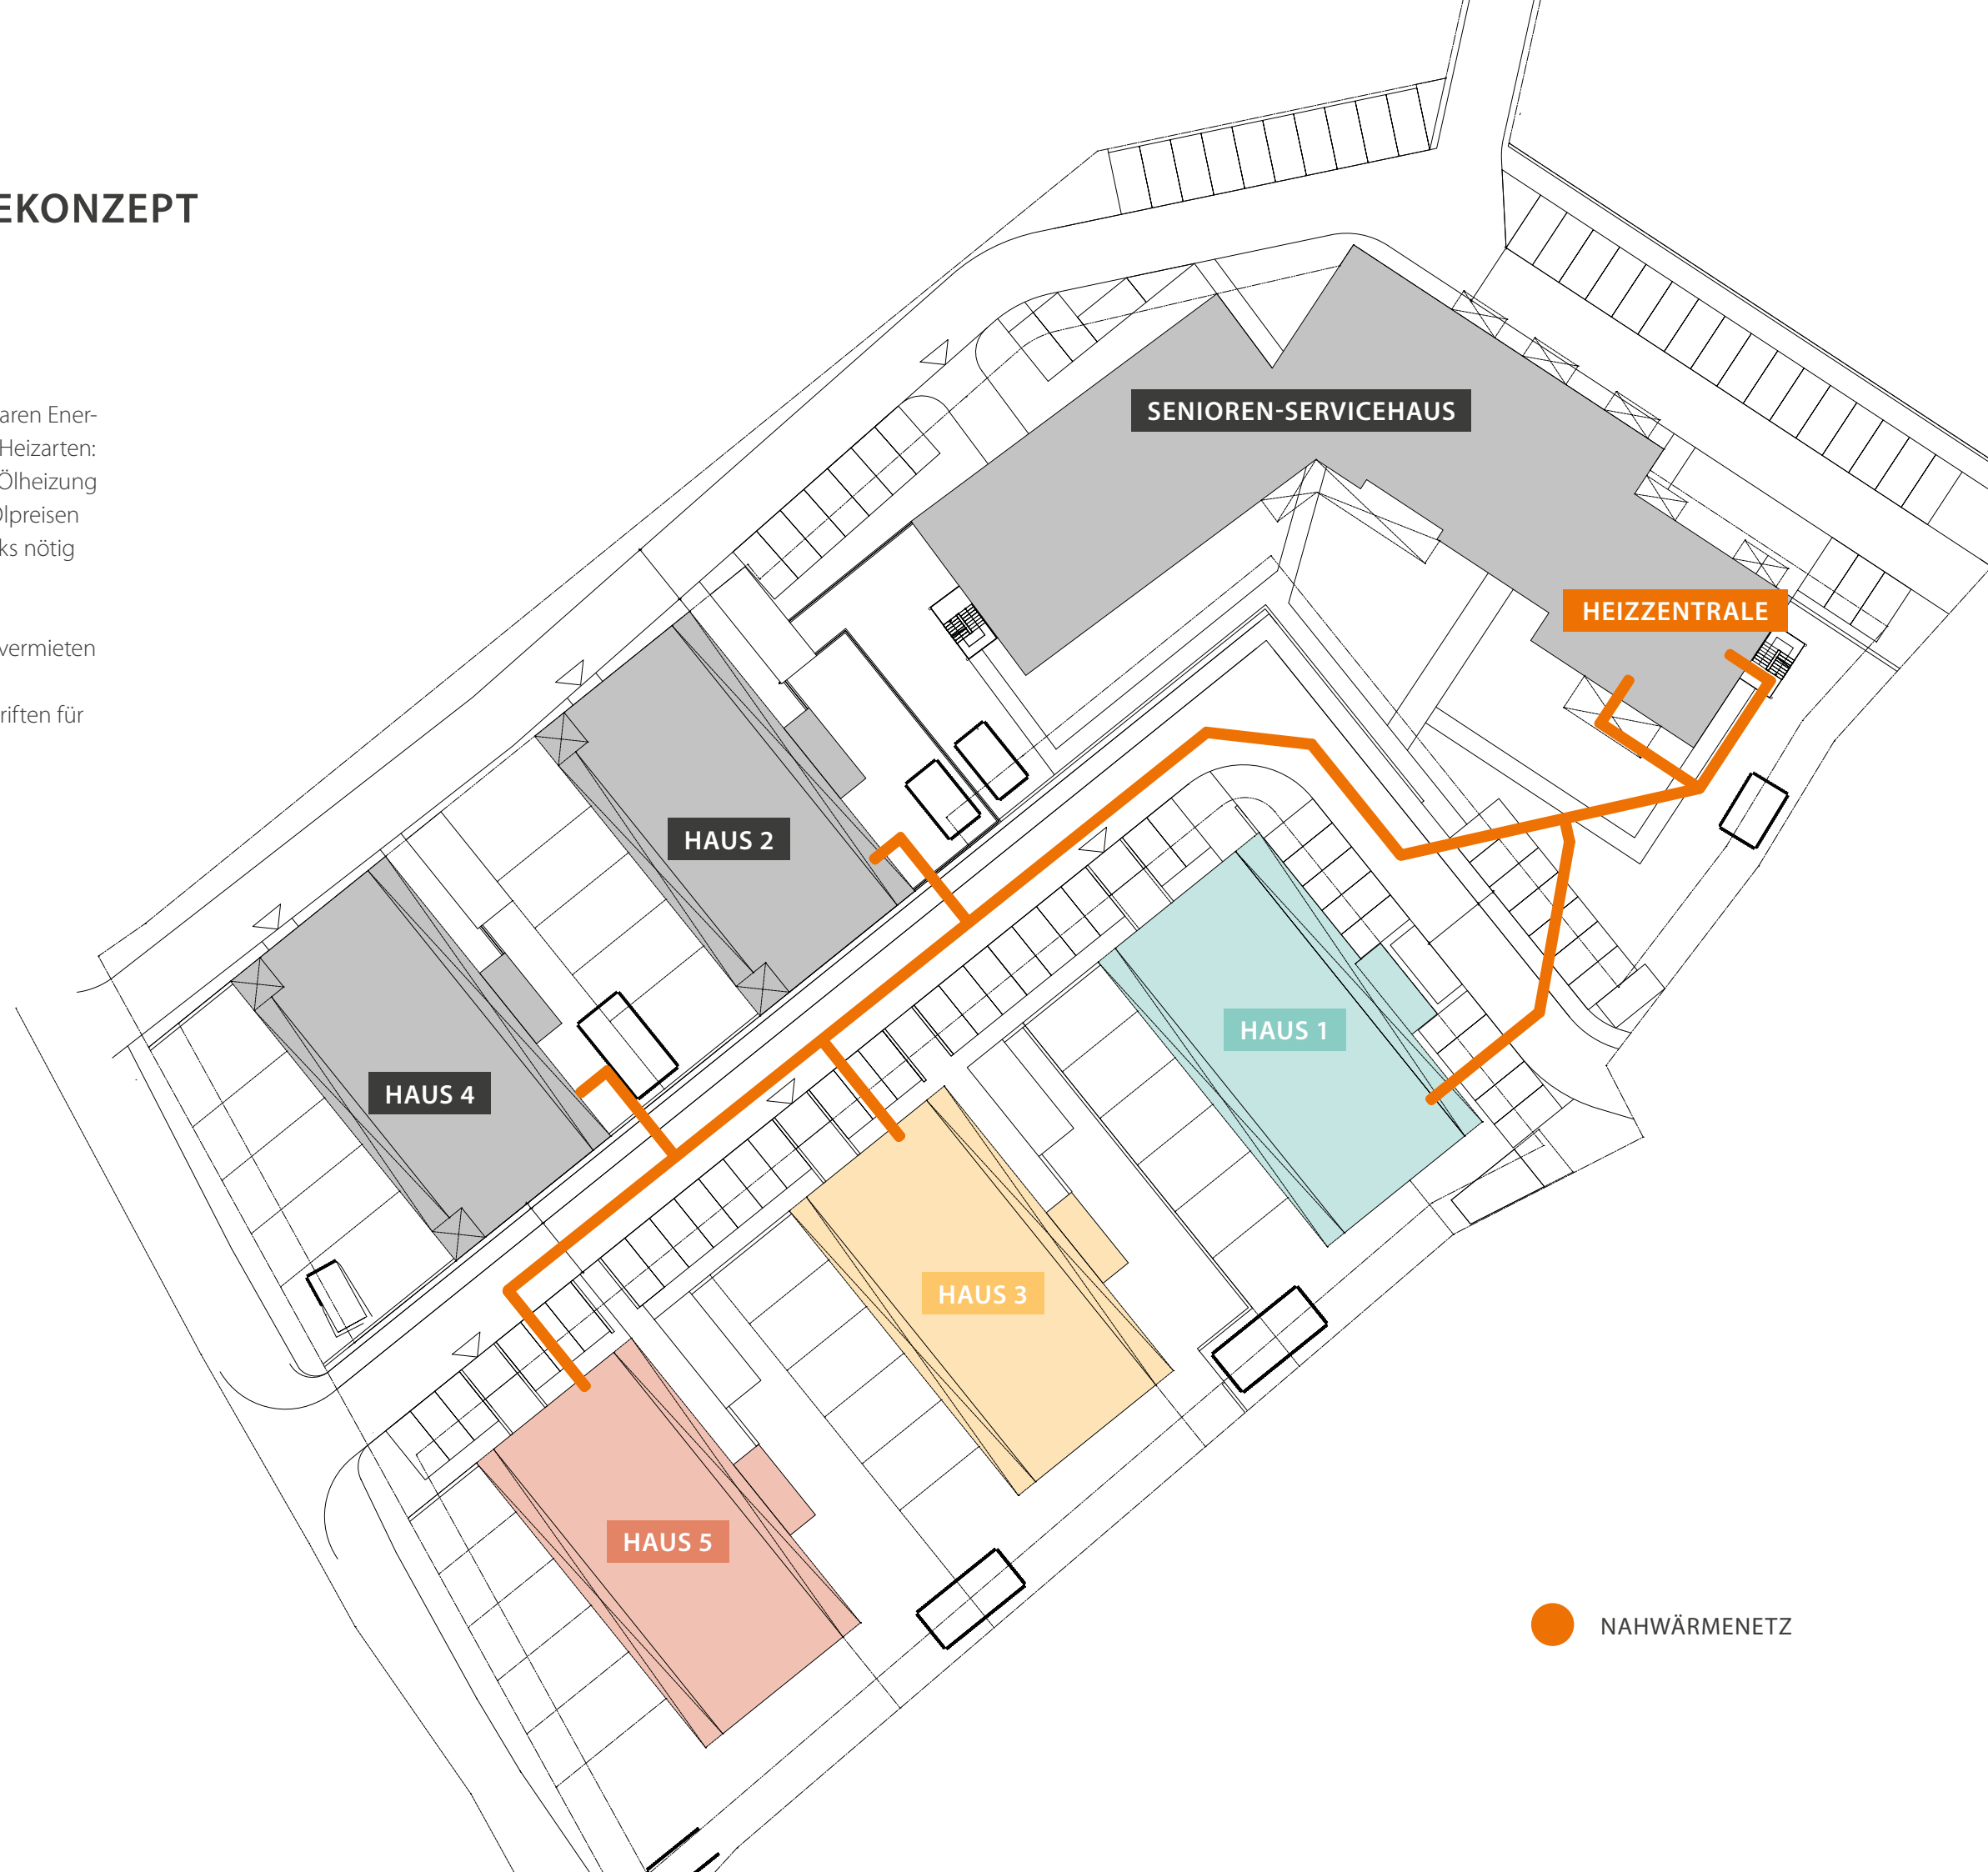 EKONZEPT
aren Ener-
Heizarten:
Ölheizung
Ölpreisen
ks nötig
vermieten
riften für
SENIOREN-SERVICEHAUS
HEIZZENTRALE
HAUS 2
HAUS 1
HAUS 4
HAUS 3
HAUS 5
NAHWÄRMENETZ